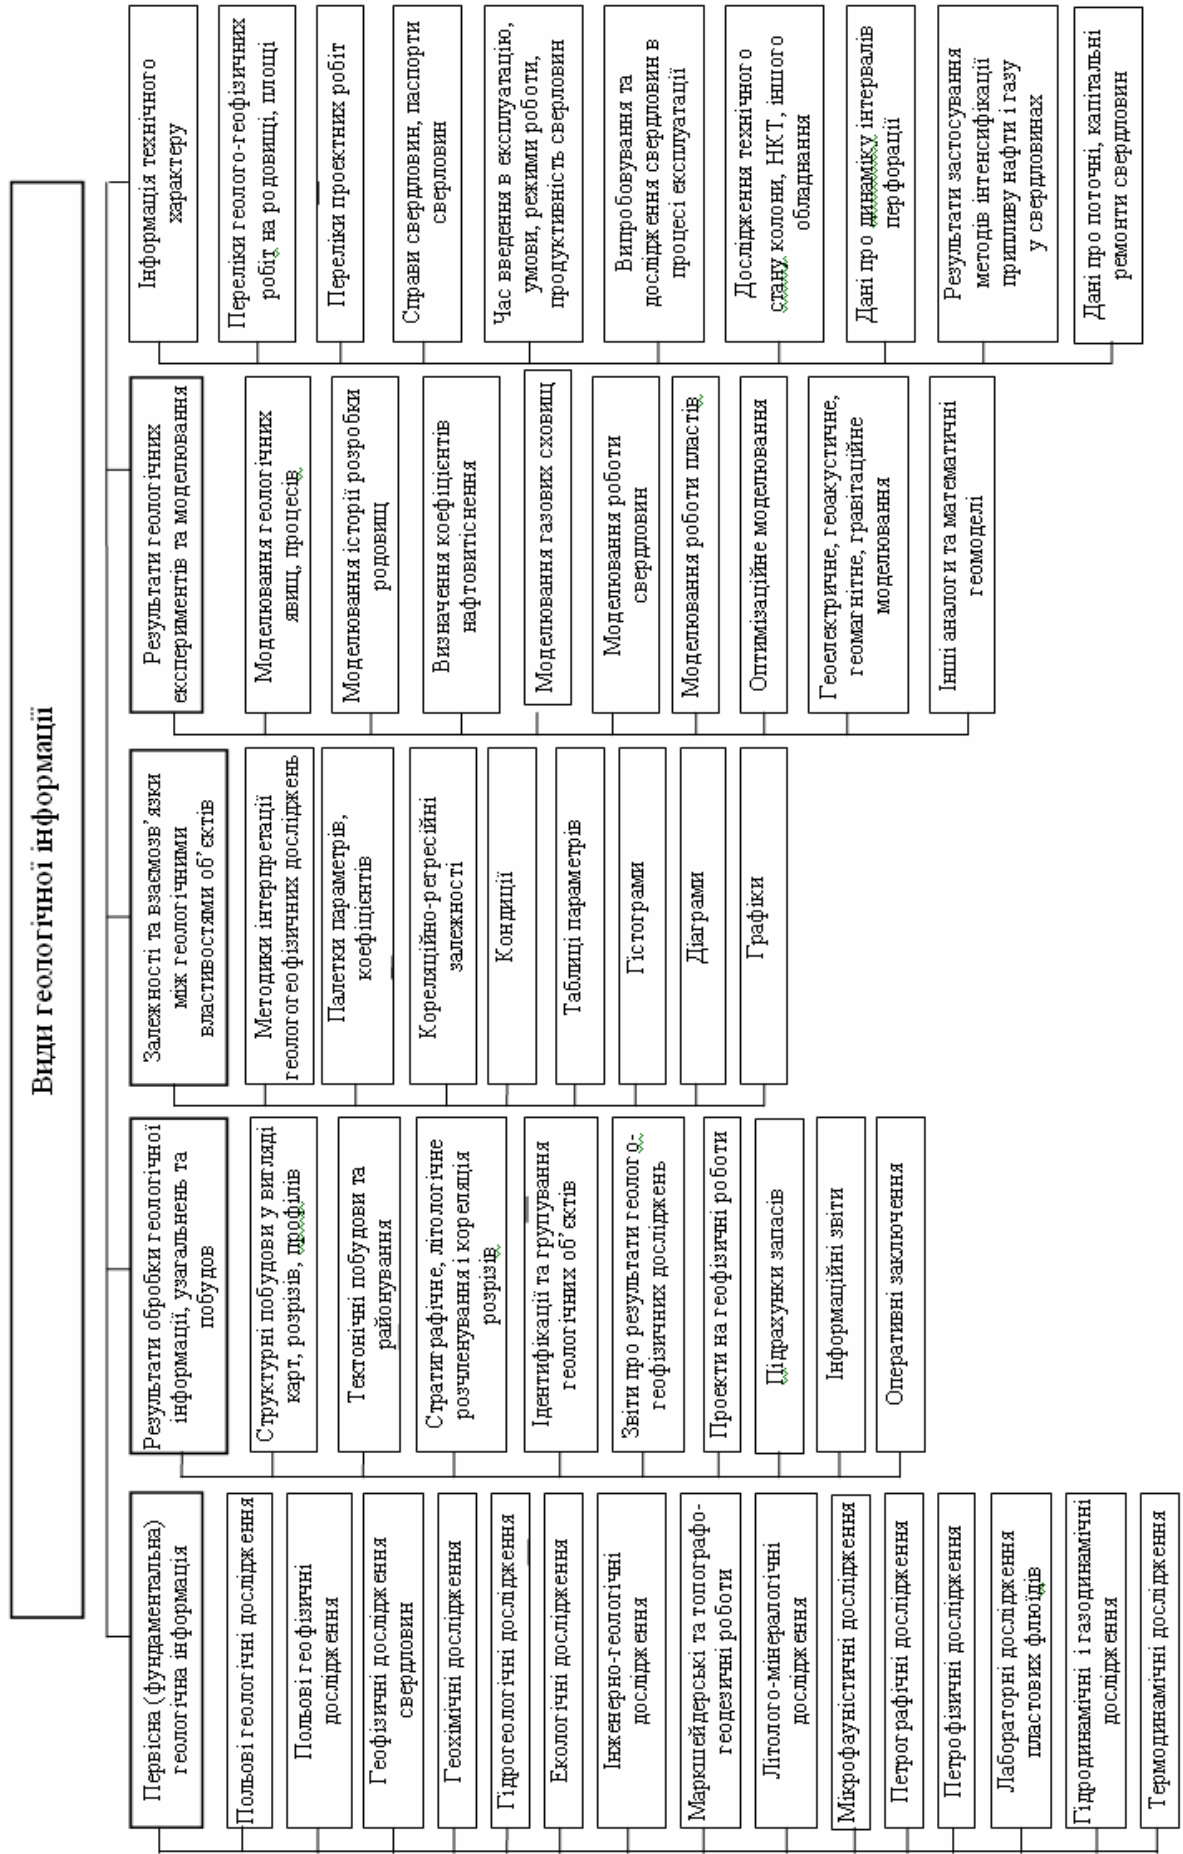 Види геологічної інформації
Первісна (фундаментальна)
геологічна інформація
Польові геологічні дослідження
Польові геофізичні
дослідження
Геофізичні дослідження
свердловин
Геохімічні дослідження
Гідрогеологічні дослідження
Екологічні дослідження
Інженерно-геологічні
дослідження
Маркшейдерські та топографо-
геодезичні роботи
Літолого-мінералогічні
дослідження
Мікрофауністичні дослідження
Петрографічні дослідження
Петрофізичні дослідження
Лабораторні дослідження
пластових флюїдів
Гідродинамічні і газодинамічні
дослідження
Термодинамічні дослідження
Результати обробки геологічної
інформації, узагальнень та
побудов
Структурні побудови у вигляді
карт, розрізів, профілів
Тектонічні побудови та
районування
Стратиграфічне, літологічне
розчленування і кореляція
розрізів
Ідентифікації та групування
геологічних об’єктів
Звіти про результати геолого-
геофізичних досліджень
Проекти на геофізичні роботи
Підрахунки запасів
Інформаційні звіти
Оперативні заключення
Залежності та взаємозв’язки
між геологічними
властивостями об’єктів
Методики інтерпретації
геологогеофізичних досліджень
Палетки параметрів,
коефіцієнтів
Кореляційно-регресійні
залежності
Кондиції
Таблиці параметрів
Гістограми
Діаграми
Графіки
Результати геологічних
експериментів та моделювання
Моделювання геологічних
явищ, процесів
Моделювання історії розробки
родовищ
Визначення коефіцієнтів
нафтовитіснення
Моделювання газових сховищ
Моделювання роботи
свердловин
Моделювання роботи пластів
Оптимізаційне моделювання
Геоелектричне, геоакустичне,
геомагнітне, гравітаційне
моделювання
Інші аналоги та математичні
геомоделі
Інформація технічного
характеру
Переліки геолого-геофізичних
робіт на родовищі, площі
Переліки проектних робіт
Справи свердловин, паспорти
сверловин
Час введення в експлуатацію,
умови, режими роботи,
продуктивність сверловин
Випробовування та
дослідження свердловин в
процесі експлуатації
Дослідження технічного
стану колони, НКТ, іншого
обладнання
Дані про динаміку інтервалів
перфорації
Результати застосування
методів інтенсифікації
припливу нафти і газу
у свердловинах
Дані про поточні, капітальні
ремонти свердловин